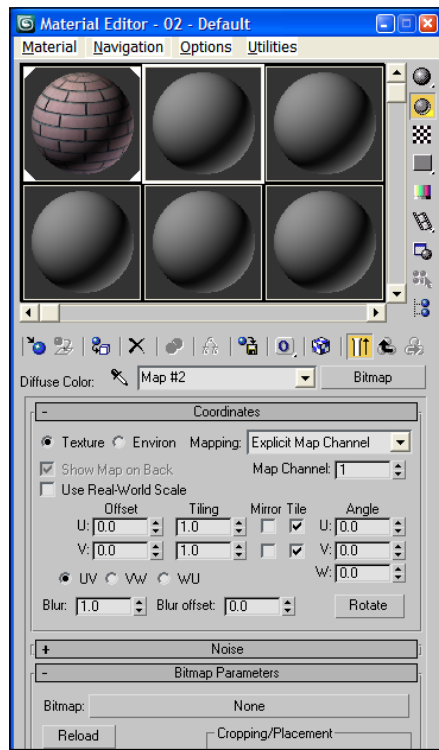 Material Editor - 02 - Default
Material Navigation Options Utilities
Diffuse Color: Map #2 Bitmap
- Coordinates
Texture Environ Mapping: Explicit Map Channel
Show Map on Back Map Channel: 1
Use Real-World Scale
Offset Tiling Mirror Tile Angle
U: 0.0 1.0 U: 0.0
V: 0.0 1.0 V: 0.0
W: 0.0
UV VW WU
Blur: 1.0 Blur offset: 0.0 Rotate
+ Noise
- Bitmap Parameters
Bitmap: None
Reload Cropping/Placement